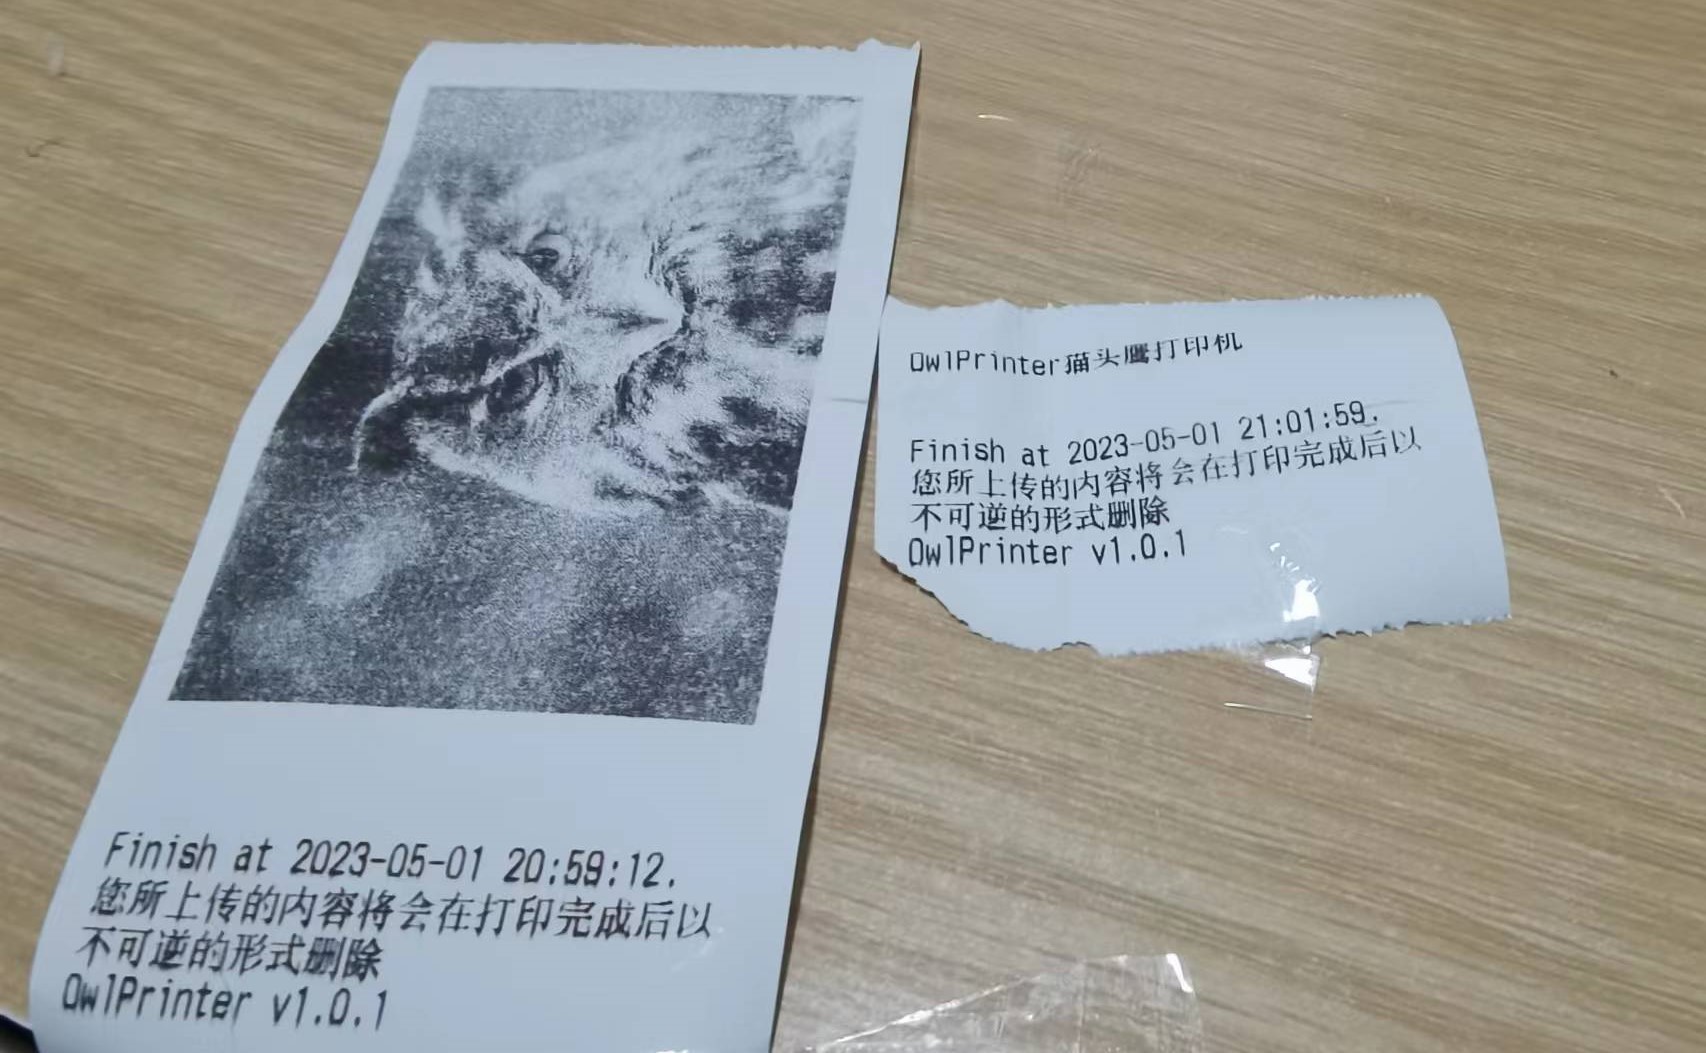 Finish at 2023-05-01 20:59:12.
您所上传的内容将会在打印完成后以
不可逆的形式删除
OwlPrinter v1.0.1
OwlPrinter猫头鹰打印机
Finish at 2023-05-01 21:01:59.
您所上传的内容将会在打印完成后以
不可逆的形式删除
OwlPrinter v1.0.1